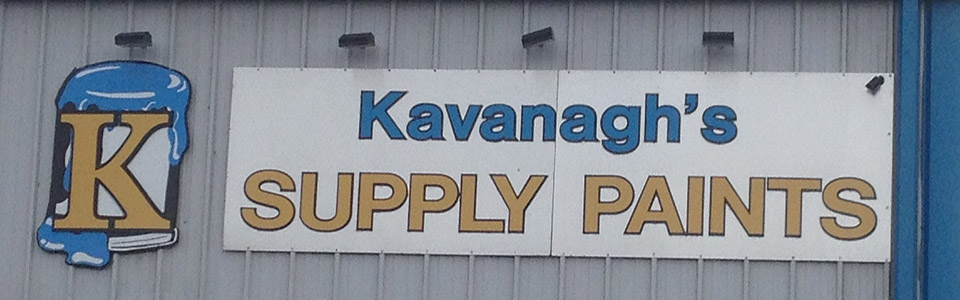 K
Kavanagh's
SUPPLY PAINTS